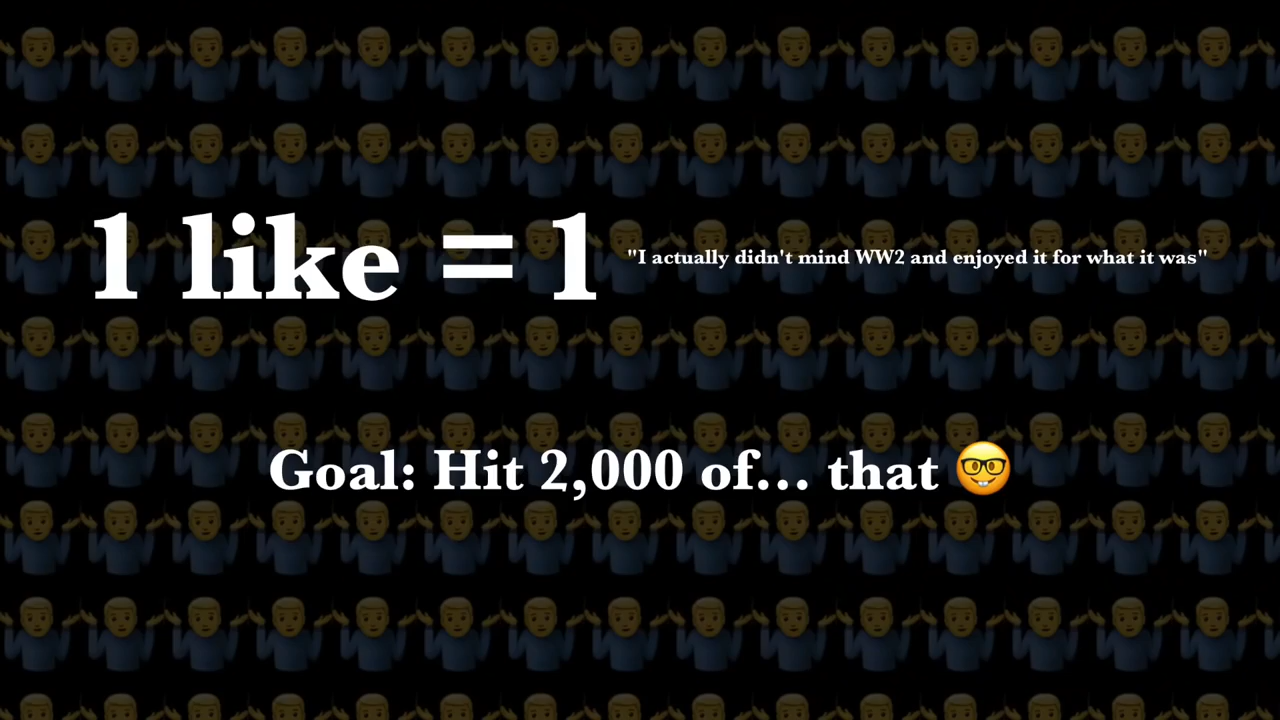 1 like = 1 "I actually didn't mind WW2 and enjoyed it for what it was"
Goal: Hit 2,000 of... that 🤓